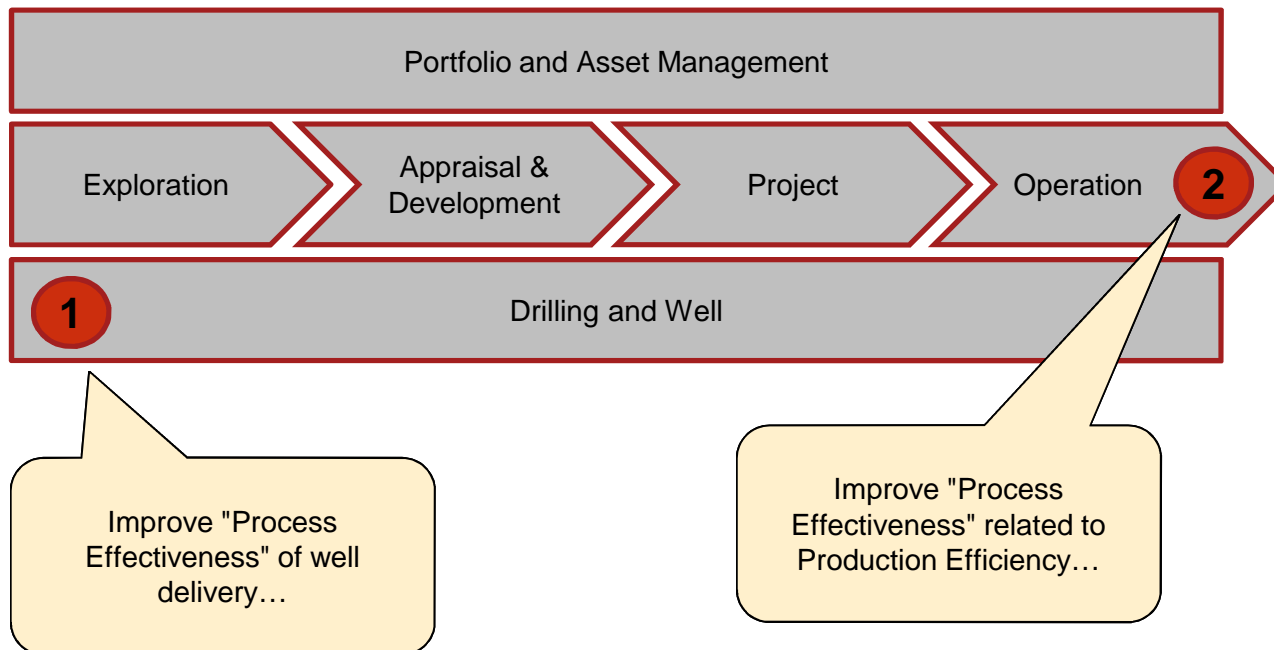 Portfolio and Asset Management
Exploration
Appraisal &
Development
Project
Operation
2
1
Drilling and Well
Improve "Process
Effectiveness" of well
delivery…
Improve "Process
Effectiveness" related to
Production Efficiency…